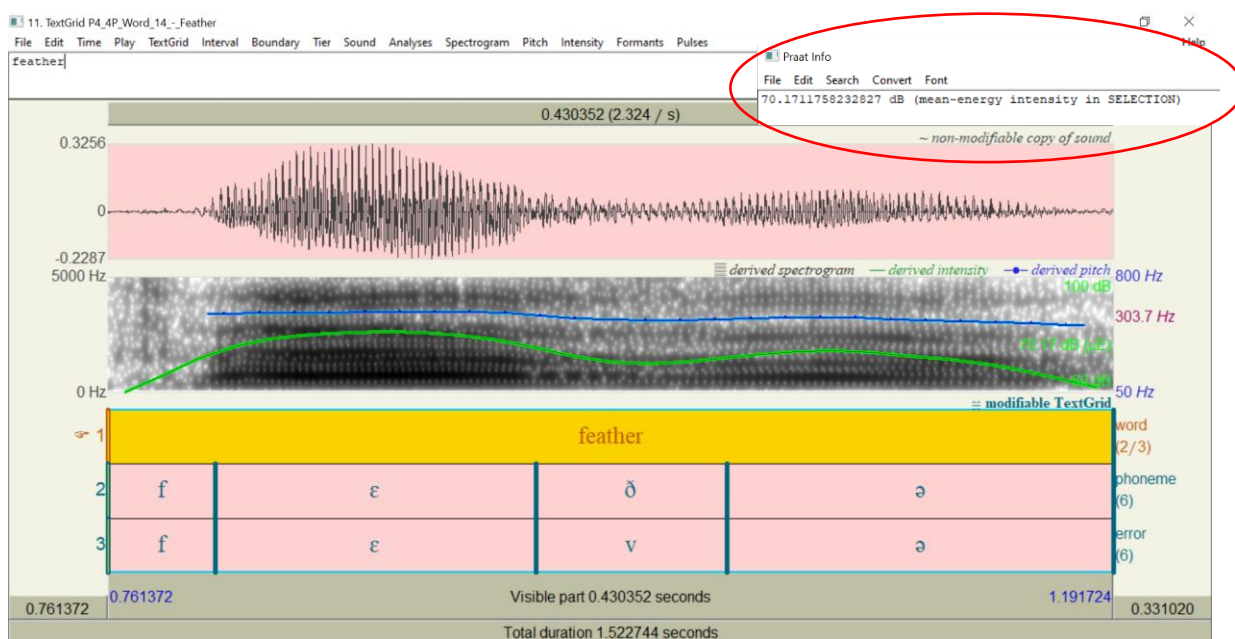 11. TextGrid P4_4P_Word_14_-_Feather
File Edit Time Play TextGrid Interval Boundary Tier Sound Analyses Spectrogram Pitch Intensity Formants Pulses Help
feather
Praat Info
File Edit Search Convert Font
70.1711758232827 dB (mean-energy intensity in SELECTION)
0.430352 (2.324 / s)
~ non-modifiable copy of sound
0.3256
0
-0.2287
5000 Hz
derived spectrogram derived intensity derived pitch
800 Hz
100 dB
303.7 Hz
70.17 dB (µE)
0 Hz
50 Hz
modifiable TextGrid
1 feather word (2/3)
2 f ɛ ð ə phoneme (6)
3 f ɛ v ə error (6)
0.761372 Visible part 0.430352 seconds 1.191724
0.761372 0.331020
Total duration 1.522744 seconds